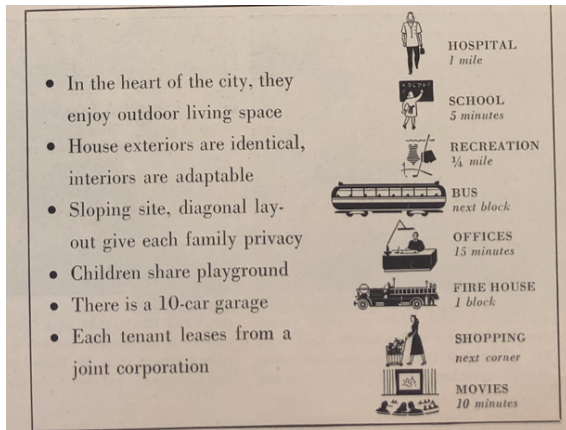 • In the heart of the city, they
enjoy outdoor living space
• House exteriors are identical,
interiors are adaptable
• Sloping site, diagonal lay-
out give each family privacy
• Children share playground
• There is a 10-car garage
• Each tenant leases from a
joint corporation
HOSPITAL
1 mile
SCHOOL
5 minutes
RECREATION
¼ mile
BUS
next block
OFFICES
15 minutes
FIRE HOUSE
1 block
SHOPPING
next corner
MOVIES
10 minutes